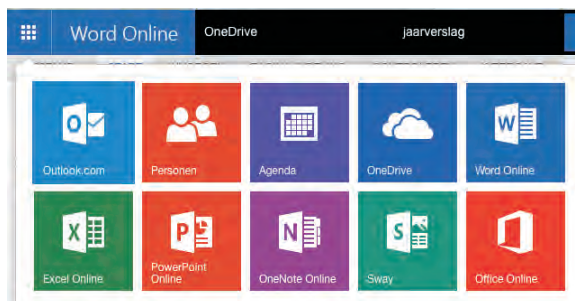 Word Online OneDrive jaarverslag
Outlook.com Personen Agenda OneDrive Word Online
Excel Online PowerPoint Online OneNote Online Sway Office Online